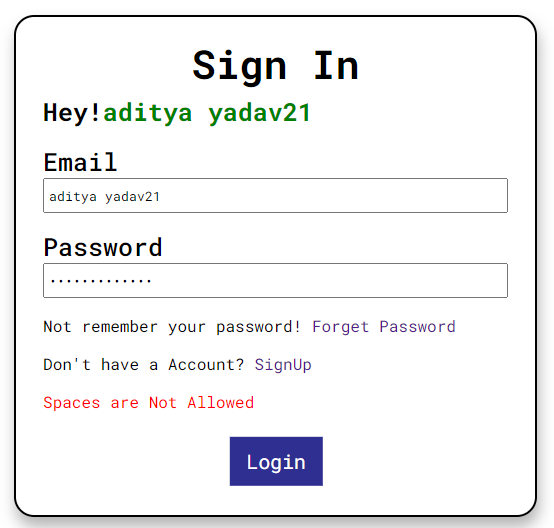 Sign In
Hey!aditya yadav21
Email
aditya yadav21
Password
.............
Not remember your password! Forget Password
Don't have a Account? SignUp
Spaces are Not Allowed
Login